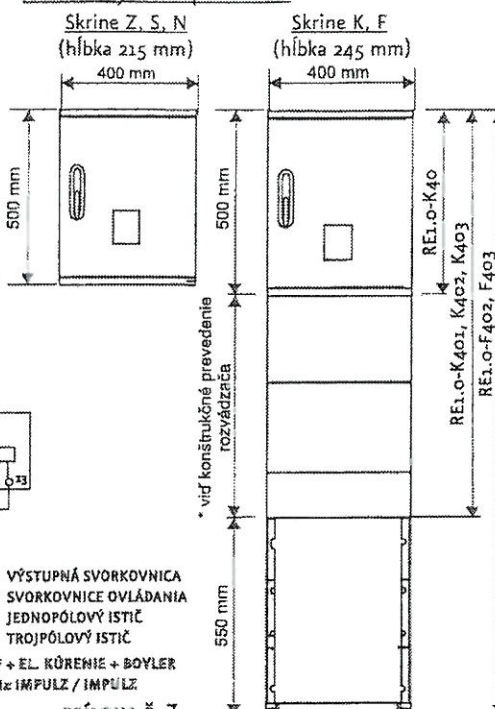 Skrine Z, S, N
(hĺbka 215 mm)
400 mm
500 mm
Skrine K, F
(hĺbka 245 mm)
400 mm
500 mm
* viď konštrukčné prevedenie
rozvádzača
550 mm
RE1.0-K40
RE1.0-K401, K402, K403
RE1.0-F402, F403
13
VÝSTUPNÁ SVORKOVNICA
SVORKOVNICE OVLÁDANIA
JEDNOPÓLOVÝ ISTIČ
TROJPÓLOVÝ ISTIČ
+ EL. KÚRENIE + BOYLER
IMPULZ / IMPULZ